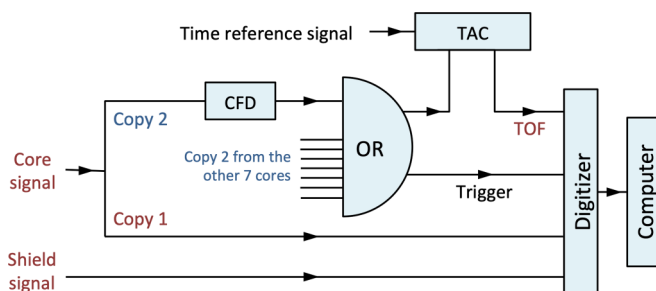 Time reference signal
TAC
CFD
Copy 2
OR
TOF
Copy 2 from the
other 7 cores
Core
signal
Trigger
Digitizer
Computer
Copy 1
Shield
signal